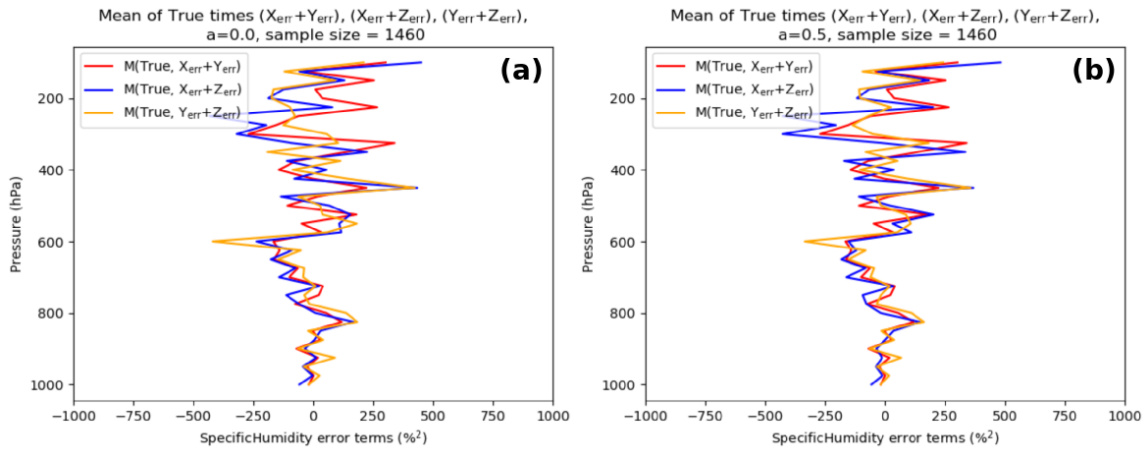 Mean of True times (Xerr+Yerr), (Xerr+Zerr), (Yerr+Zerr),
a=0.0, sample size = 1460
(a)
M(True, Xerr+Yerr)
M(True, Xerr+Zerr)
M(True, Yerr+Zerr)
200
400
600
800
1000
Pressure (hPa)
-1000 -750 -500 -250 0 250 500 750 1000
SpecificHumidity error terms (%²)
Mean of True times (Xerr+Yerr), (Xerr+Zerr), (Yerr+Zerr),
a=0.5, sample size = 1460
(b)
M(True, Xerr+Yerr)
M(True, Xerr+Zerr)
M(True, Yerr+Zerr)
200
400
600
800
1000
Pressure (hPa)
-1000 -750 -500 -250 0 250 500 750 1000
SpecificHumidity error terms (%²)